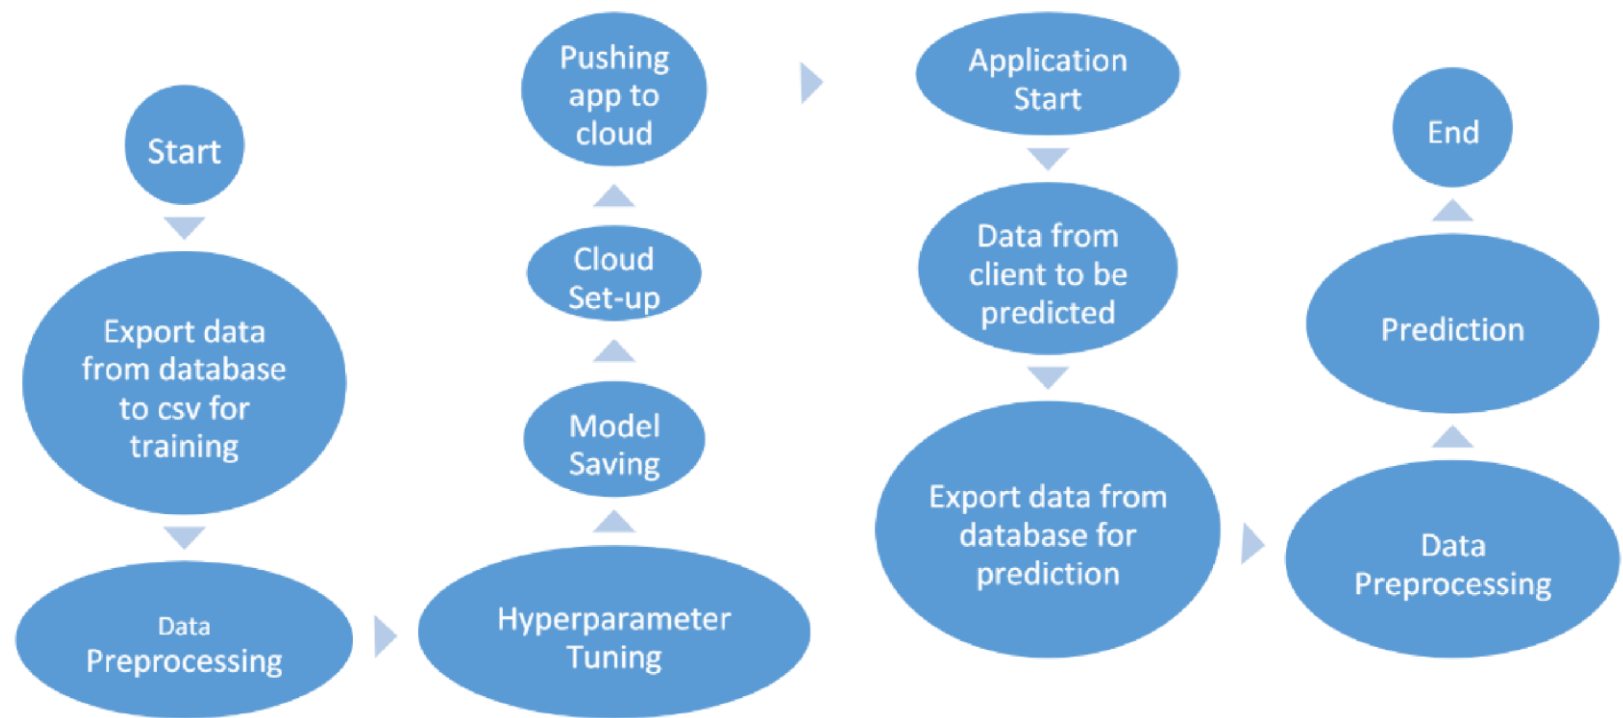 Start
Export data
from database
to csv for
training
Data
Preprocessing
Hyperparameter
Tuning
Model
Saving
Cloud
Set-up
Pushing
app to
cloud
Application
Start
Data from
client to be
predicted
Export data from
database for
prediction
Data
Preprocessing
Prediction
End